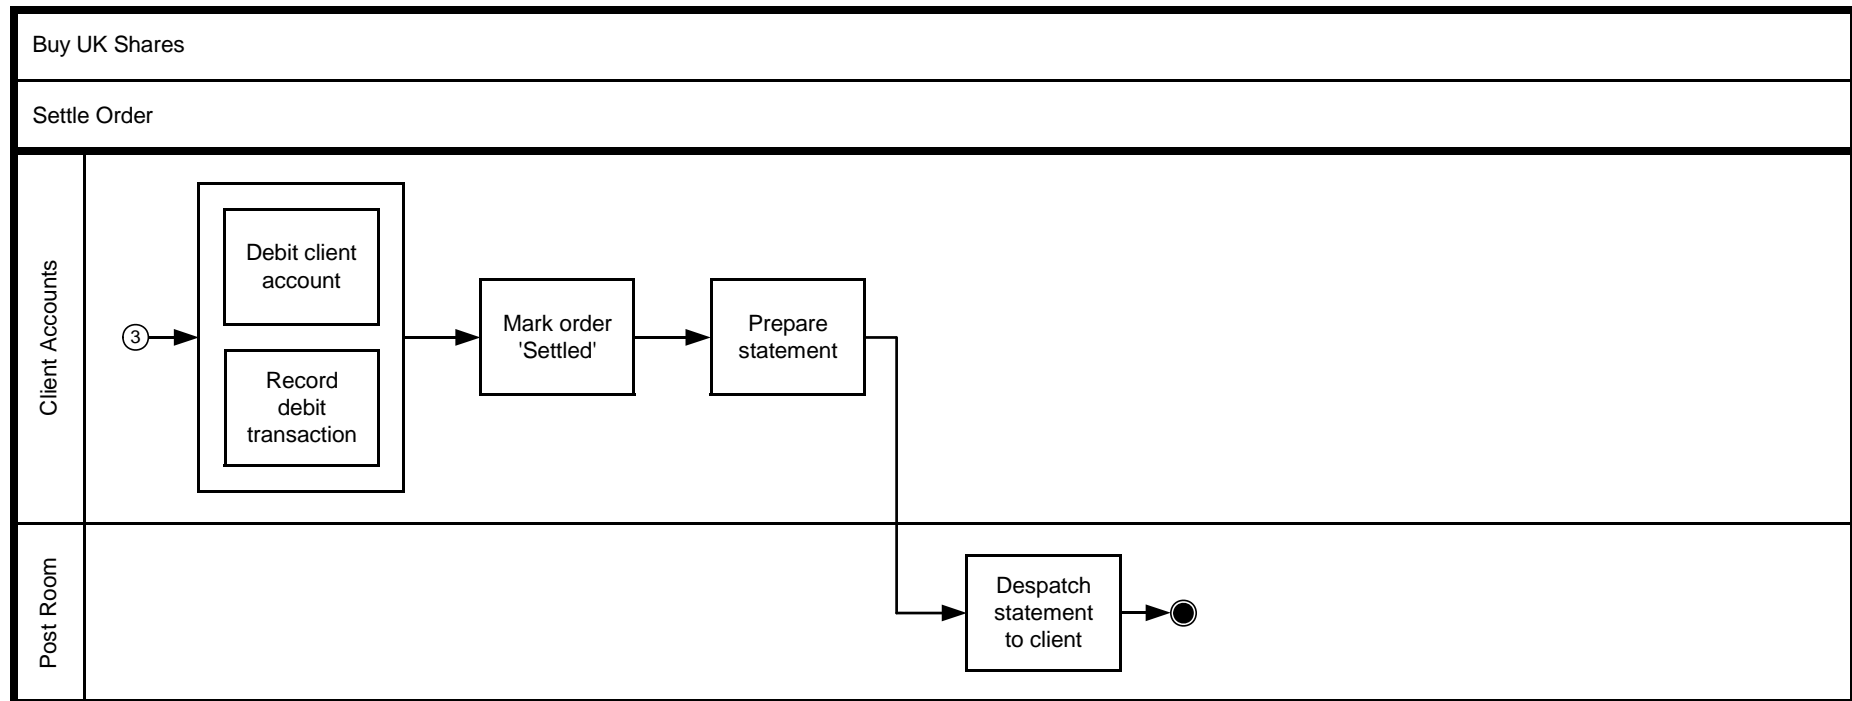 Buy UK Shares
Settle Order
Client Accounts
3
Debit client
account
Record
debit
transaction
Mark order
'Settled'
Prepare
statement
Post Room
Despatch
statement
to client